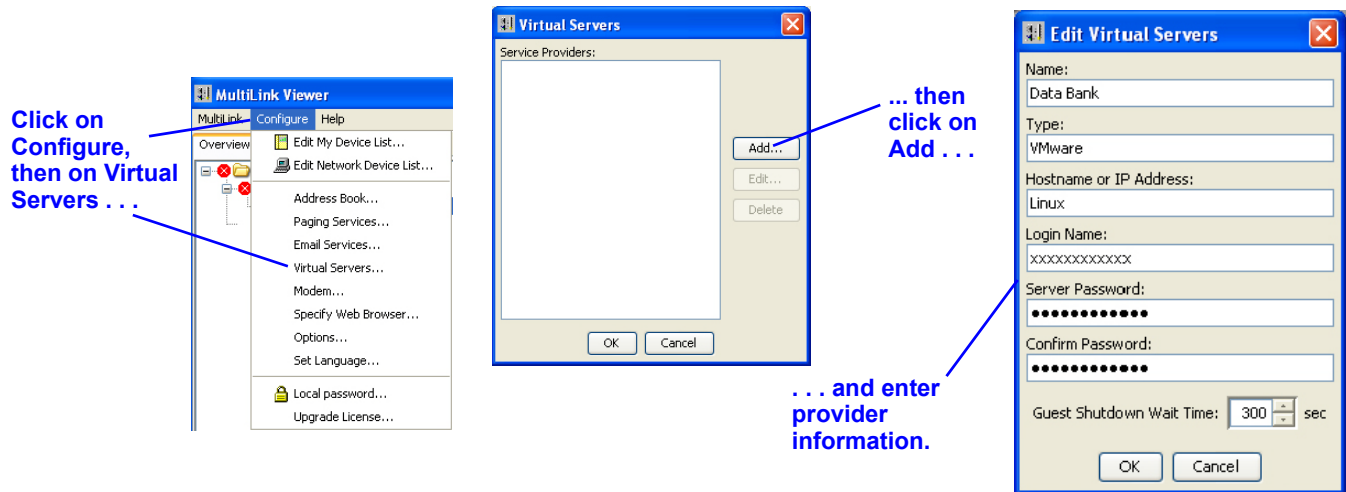 Click on
Configure,
then on Virtual
Servers . . .
MultiLink Viewer
MultiLink Configure Help
Overview
Edit My Device List...
Edit Network Device List...
Address Book...
Paging Services...
Email Services...
Virtual Servers...
Modem...
Specify Web Browser...
Options...
Set Language...
Local password...
Upgrade License...
Virtual Servers
Service Providers:
Add...
Edit...
Delete
OK Cancel
... then
click on
Add . . .
. . . and enter
provider
information.
Edit Virtual Servers
Name:
Data Bank
Type:
VMware
Hostname or IP Address:
Linux
Login Name:
xxxxxxxxxxxx
Server Password:
●●●●●●●●●●●●
Confirm Password:
●●●●●●●●●●●●
Guest Shutdown Wait Time: 300 sec
OK Cancel